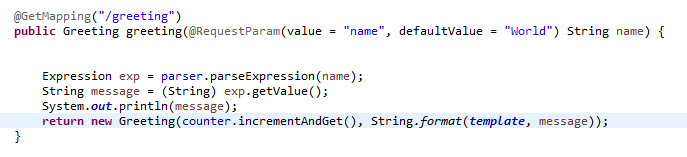 @GetMapping("/greeting")
public Greeting greeting(@RequestParam(value = "name", defaultValue = "World") String name) {
Expression exp = parser.parseExpression(name);
String message = (String) exp.getValue();
System.out.println(message);
return new Greeting(counter.incrementAndGet(), String.format(template, message));
}